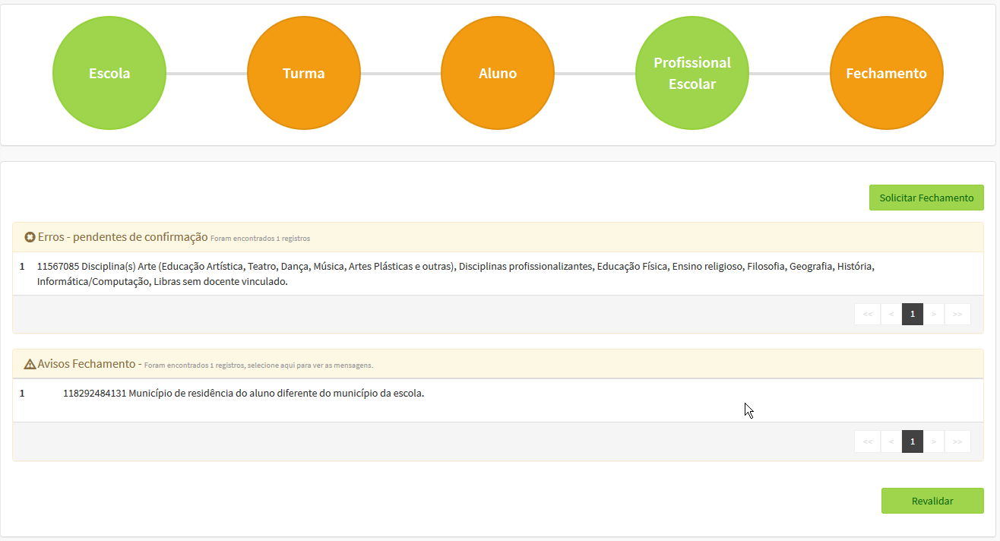 Escola
Turma
Aluno
Profissional
Escolar
Fechamento
Solicitar Fechamento
Erros - pendentes de confirmação Foram encontrados 1 registros
1 11567085 Disciplina(s) Arte (Educação Artística, Teatro, Dança, Música, Artes Plásticas e outras), Disciplinas profissionalizantes, Educação Física, Ensino religioso, Filosofia, Geografia, História,
Informática/Computação, Libras sem docente vinculado.
<< < 1 > >>
Avisos Fechamento - Foram encontrados 1 registros, selecione aqui para ver as mensagens.
1 118292484131 Município de residência do aluno diferente do município da escola.
<< < 1 > >>
Revalidar